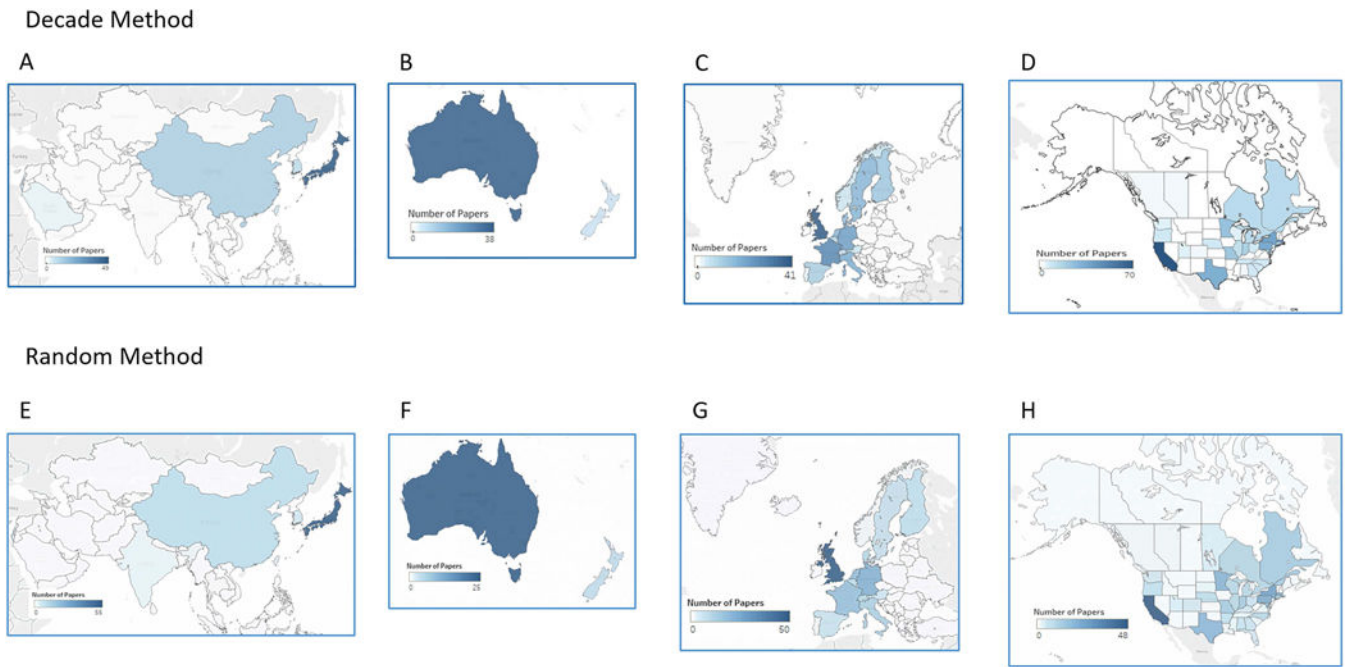 Decade Method
A
B
C
D
Number of Papers
0 49
Number of Papers
0 38
Number of Papers
0 41
Number of Papers
0 70
Random Method
E
F
G
H
Number of Papers
0 55
Number of Papers
0 25
Number of Papers
0 50
Number of Papers
0 48